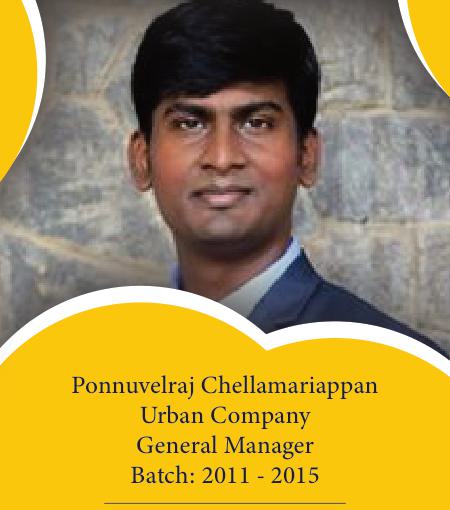 Ponnuvelraj Chellamariappan
Urban Company
General Manager
Batch: 2011 - 2015